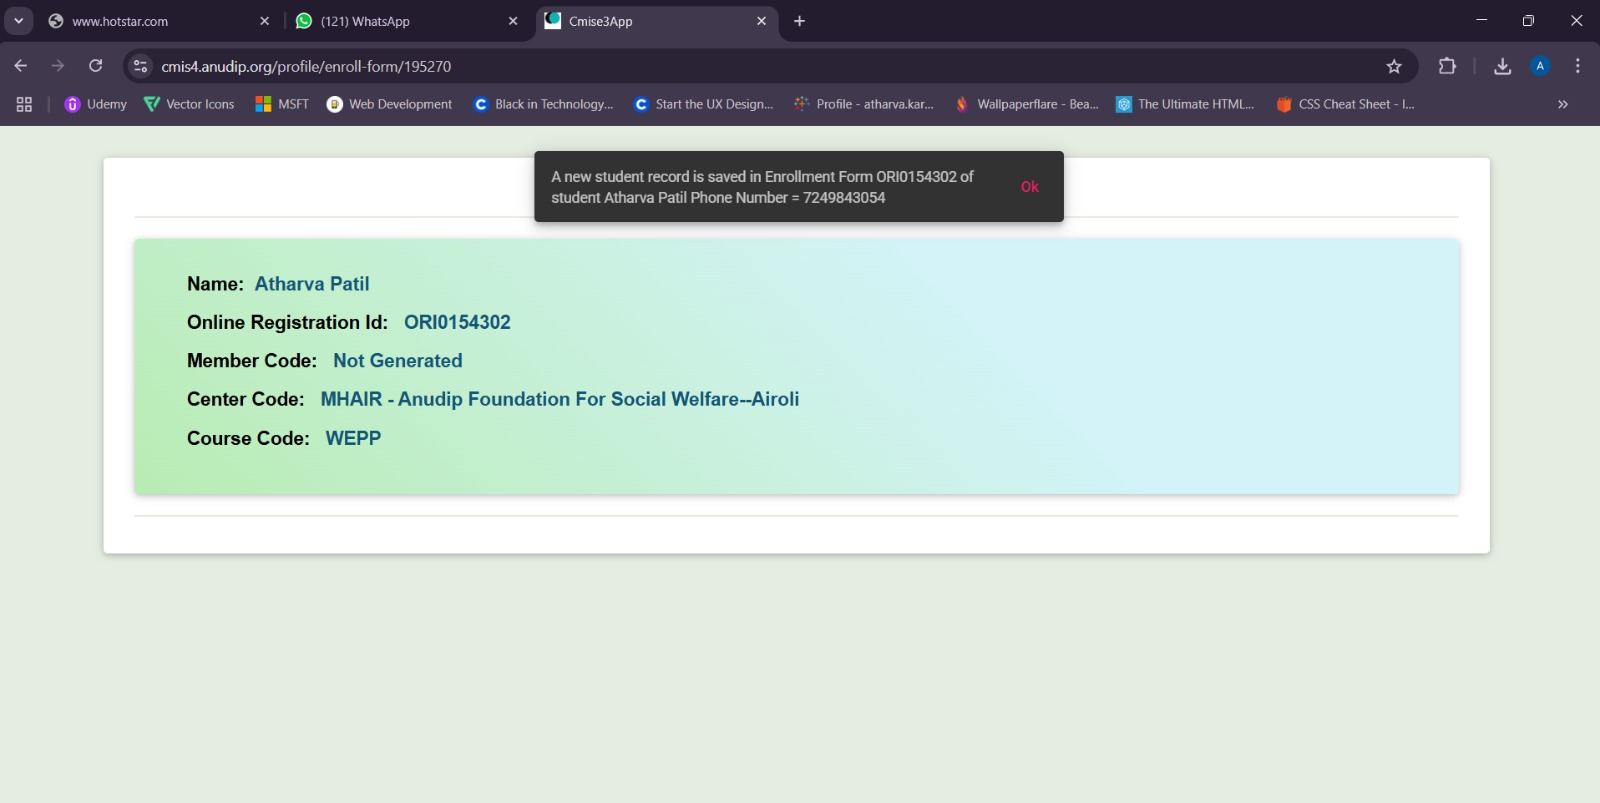 www.hotstar.com
(121) WhatsApp
Cmise3App
cmis4.anudip.org/profile/enroll-form/195270
A
Udemy
Vector Icons
MSFT
Web Development
Black in Technology...
Start the UX Design...
Profile - atharva.kar...
Wallpaperflare - Bea...
The Ultimate HTML...
CSS Cheat Sheet - I...
A new student record is saved in Enrollment Form ORI0154302 of
student Atharva Patil Phone Number = 7249843054
Ok
Name: Atharva Patil
Online Registration Id: ORI0154302
Member Code: Not Generated
Center Code: MHAIR - Anudip Foundation For Social Welfare--Airoli
Course Code: WEPP